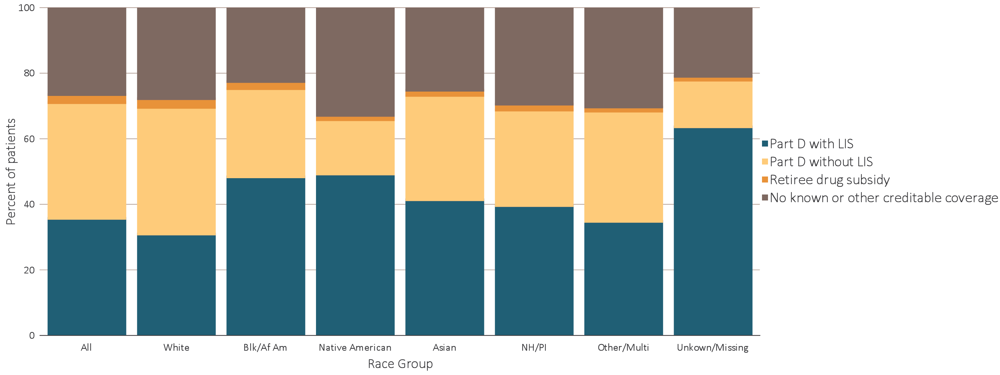 Percent of patients
100
80
60
40
20
0
All
White
Blk/Af Am
Native American
Asian
NH/PI
Other/Multi
Unkown/Missing
Race Group
Part D with LIS
Part D without LIS
Retiree drug subsidy
No known or other creditable coverage